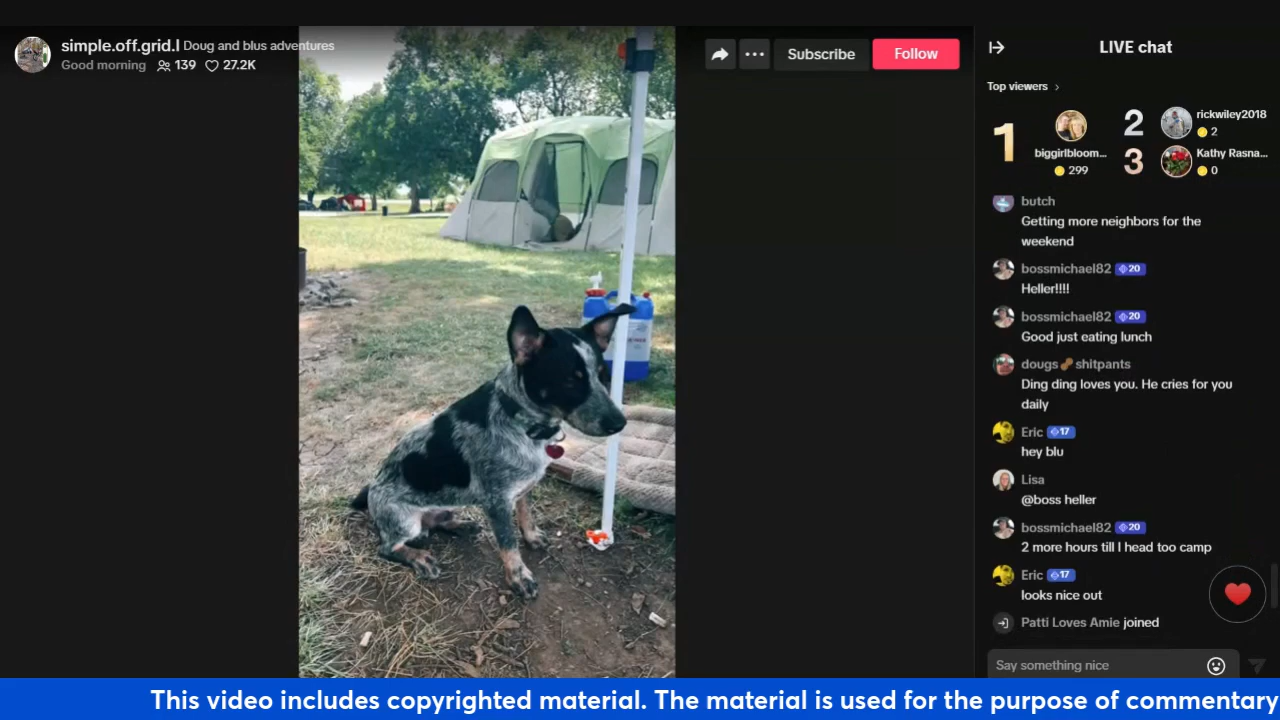 simple.off.grid.l Doug and blus adventures
Good morning 139 27.2K
Subscribe
Follow
LIVE chat
Top viewers >
1
biggirlbloom...
299
2
rickwiley2018
2
3
Kathy Rasna...
0
butch
Getting more neighbors for the
weekend
bossmichael82 20
Heller!!!!
bossmichael82 20
Good just eating lunch
dougs🥜shitpants
Ding ding loves you. He cries for you
daily
Eric 17
hey blu
Lisa
@boss heller
bossmichael82 20
2 more hours till I head too camp
Eric 17
looks nice out
Patti Loves Amie joined
Say something nice
This video includes copyrighted material. The material is used for the purpose of commentary